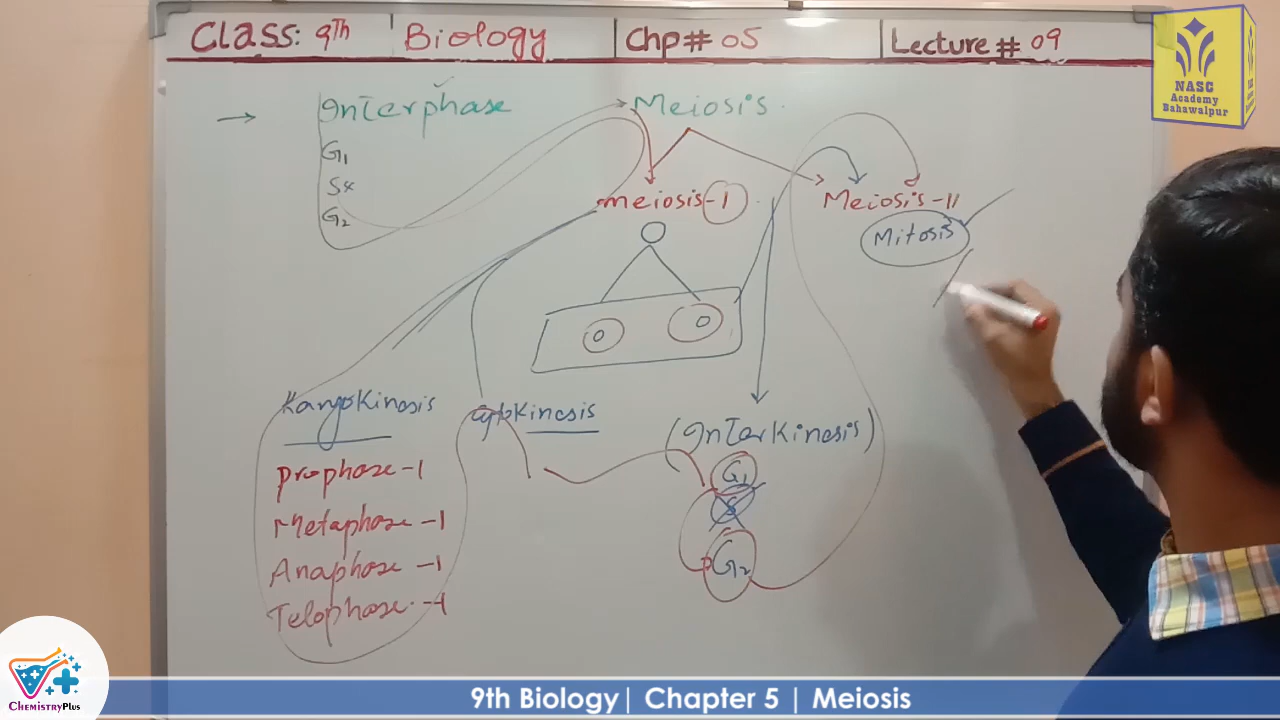 Class: 9Th
Biology
Chp# 05
Lecture# 09
NASC
Academy
Bahawalpur
→ Interphase
G1
S
G2
Meiosis
meiosis-1
Meiosis-II
Mitosis
Karyokinesis
Prophase-1
Metaphase-1
Anaphase-1
Telophase-1
Cytokinesis
(Interkinesis)
G1
S
G2
ChemistryPlus
9th Biology| Chapter 5 | Meiosis